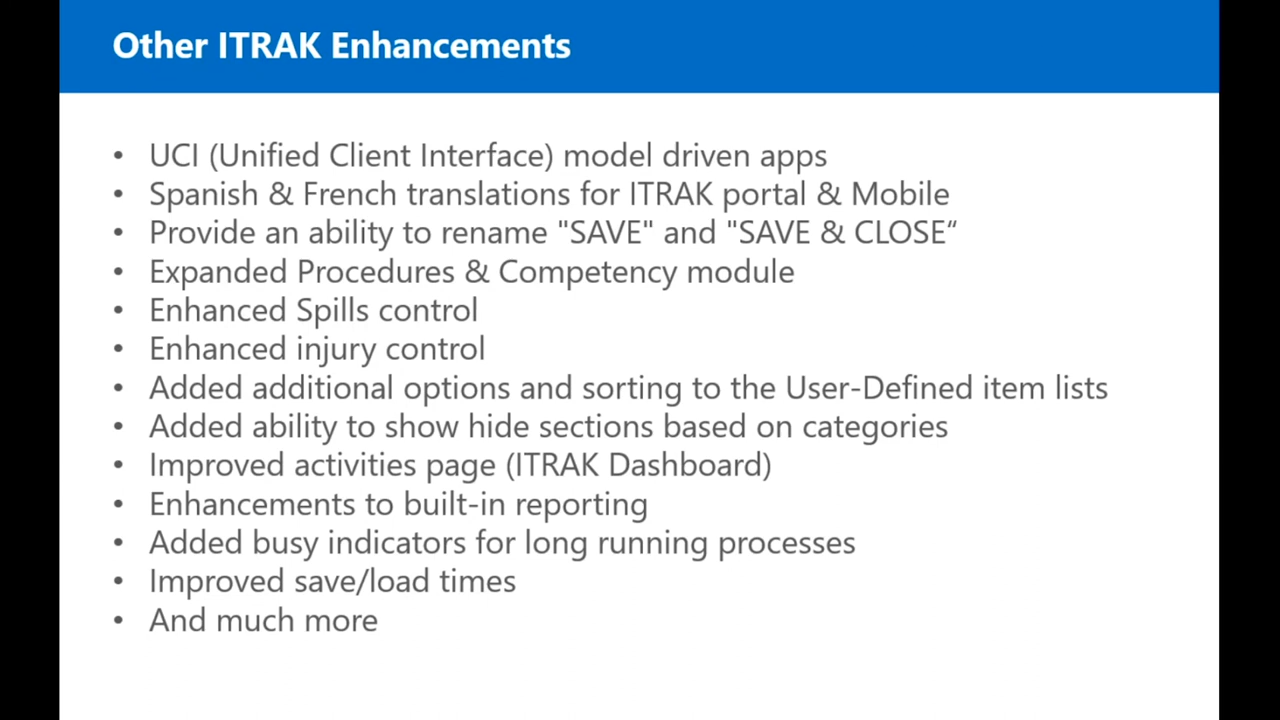 Other ITRAK Enhancements
• UCI (Unified Client Interface) model driven apps
• Spanish & French translations for ITRAK portal & Mobile
• Provide an ability to rename "SAVE" and "SAVE & CLOSE“
• Expanded Procedures & Competency module
• Enhanced Spills control
• Enhanced injury control
• Added additional options and sorting to the User-Defined item lists
• Added ability to show hide sections based on categories
• Improved activities page (ITRAK Dashboard)
• Enhancements to built-in reporting
• Added busy indicators for long running processes
• Improved save/load times
• And much more